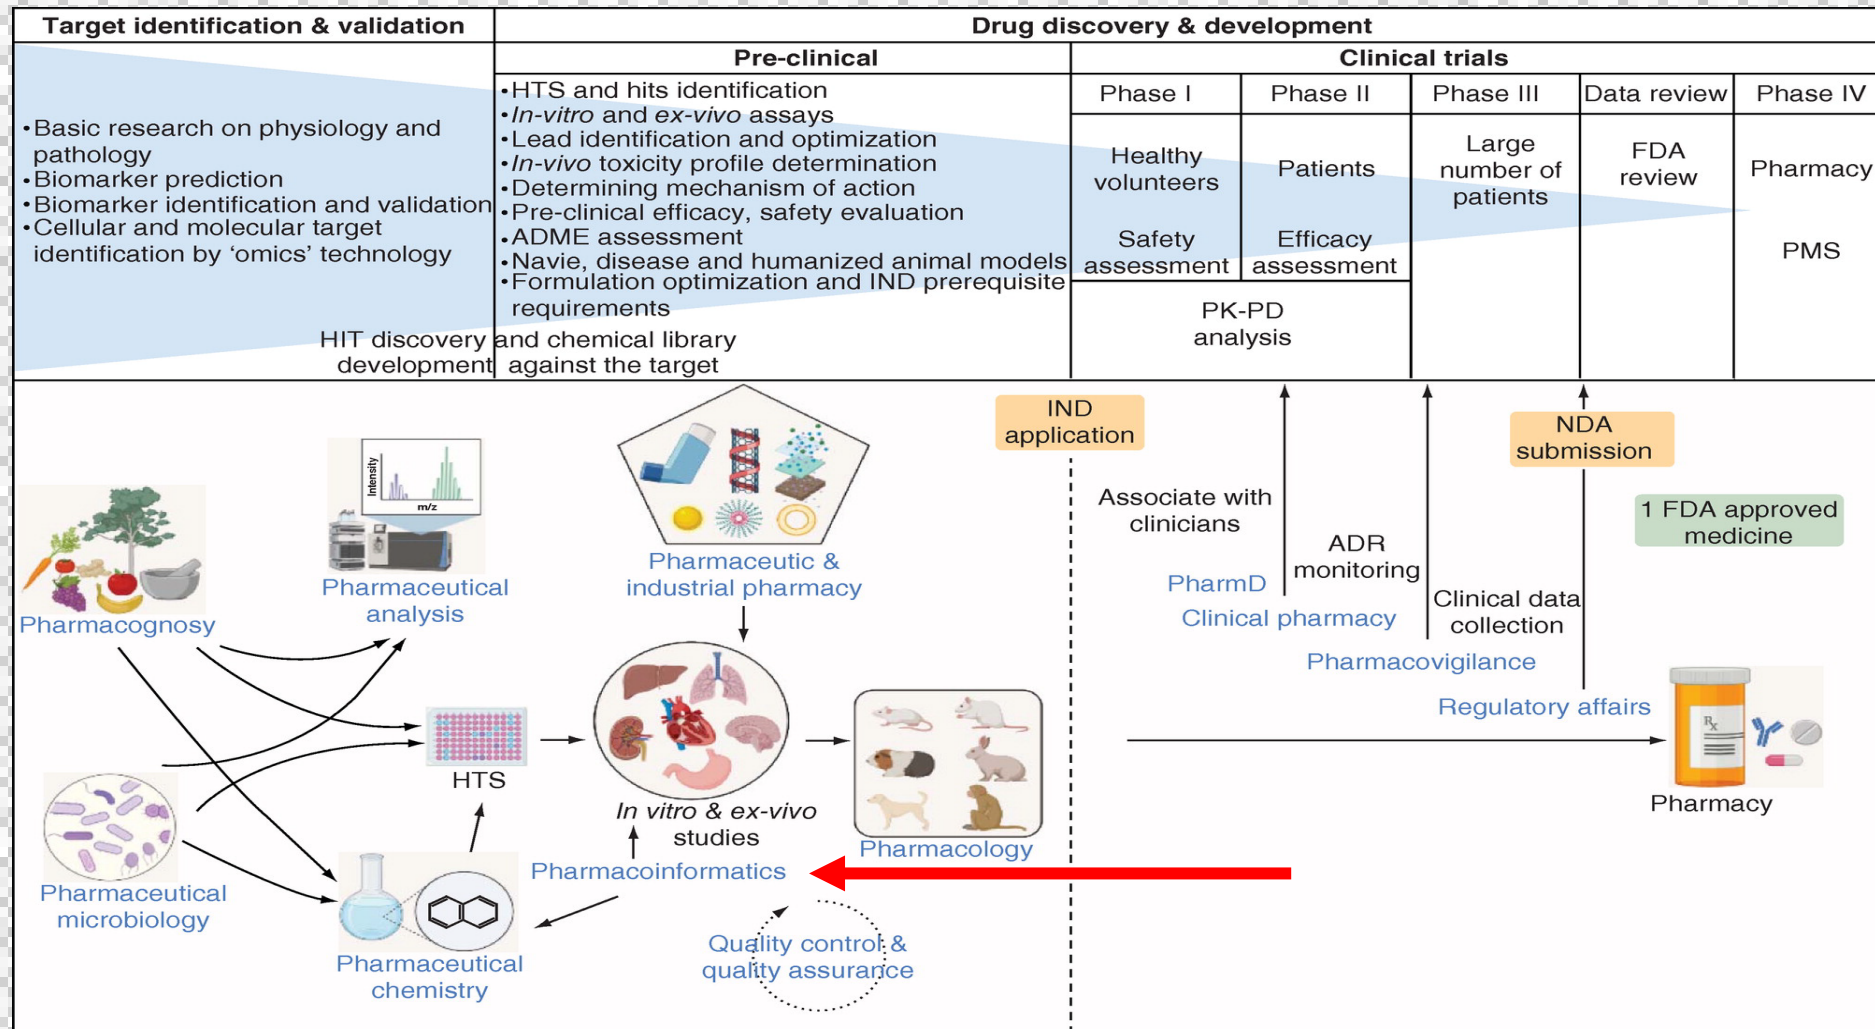 Target identification & validation
Drug discovery & development
Pre-clinical
Clinical trials
•Basic research on physiology and
pathology
•Biomarker prediction
•Biomarker identification and validation
•Cellular and molecular target
identification by ‘omics’ technology
•HTS and hits identification
•In-vitro and ex-vivo assays
•Lead identification and optimization
•In-vivo toxicity profile determination
•Determining mechanism of action
•Pre-clinical efficacy, safety evaluation
•ADME assessment
•Navie, disease and humanized animal models
•Formulation optimization and IND prerequisite
requirements
HIT discovery and chemical library
development against the target
Phase I
Phase II
Phase III
Data review
Phase IV
Healthy
volunteers
Safety
assessment
Patients
Efficacy
assessment
PK-PD
analysis
Large
number of
patients
FDA
review
Pharmacy
PMS
IND
application
NDA
submission
1 FDA approved
medicine
Intensity
m/z
Pharmaceutical
analysis
Pharmacognosy
Pharmaceutic &
industrial pharmacy
Associate with
clinicians
PharmD
Clinical pharmacy
ADR
monitoring
Pharmacovigilance
Clinical data
collection
Regulatory affairs
HTS
In vitro & ex-vivo
studies
Pharmacology
Rx
Pharmacy
Pharmacoinformatics
Pharmaceutical
microbiology
Pharmaceutical
chemistry
Quality control &
quality assurance